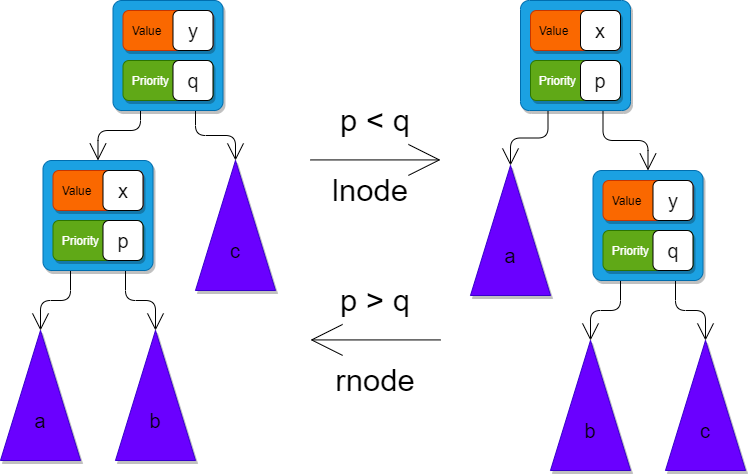 Value y
Priority q
Value x
Priority p
c
a
b
p < q
lnode
p > q
rnode
Value x
Priority p
a
Value y
Priority q
b
c